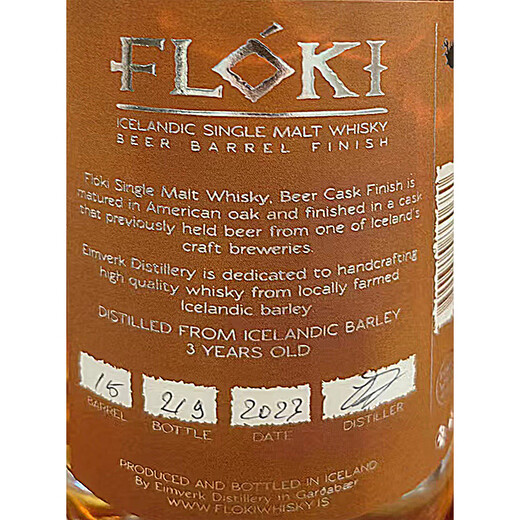 FLÓKI
ICELANDIC SINGLE MALT WHISKY
BEER BARREL FINISH
Flóki Single Malt Whisky, Beer Cask Finish is
matured in American oak and finished in a cask
that previously held beer from one of Iceland's
craft breweries.
Eimverk Distillery is dedicated to handcrafting
high quality whisky from locally farmed
Icelandic barley
DISTILLED FROM ICELANDIC BARLEY
3 YEARS OLD
15 219 2022
BARREL BOTTLE DATE DISTILLER
PRODUCED AND BOTTLED IN ICELAND
By Eimverk Distillery in Garðabær
WWW.FLOKIWHISKY.IS